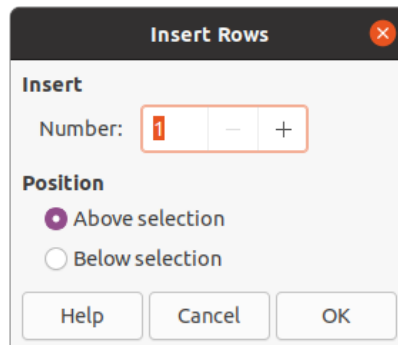 Insert Rows
Insert
Number: 1
Position
Above selection
Below selection
Help Cancel OK